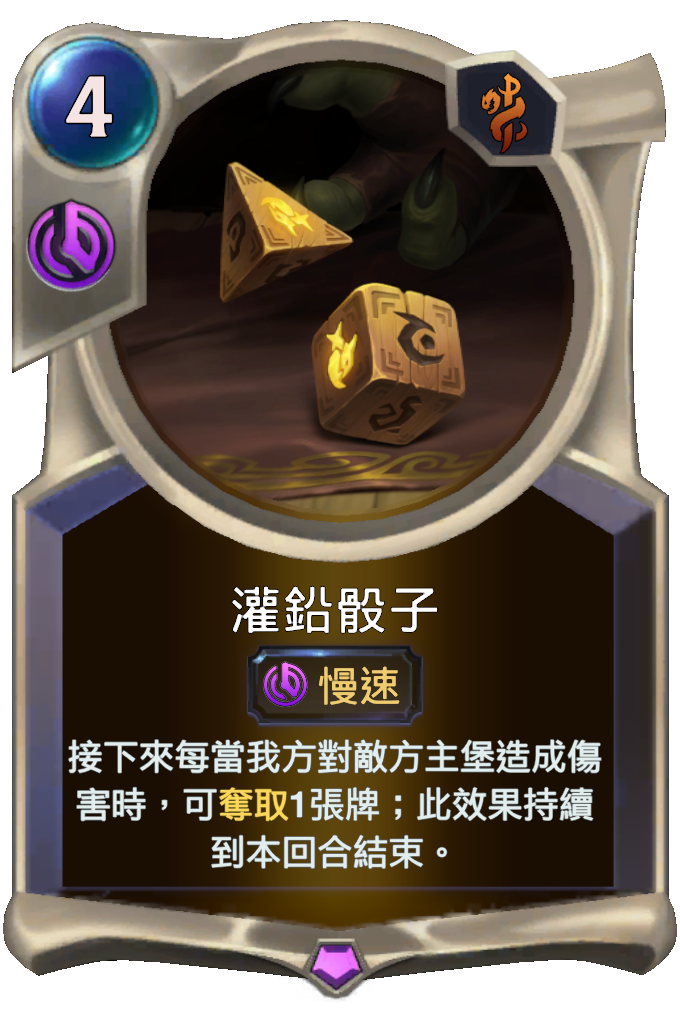 4
灌鉛骰子
慢速
接下來每當我方對敵方主堡造成傷
害時，可奪取1張牌；此效果持續
到本回合結束。